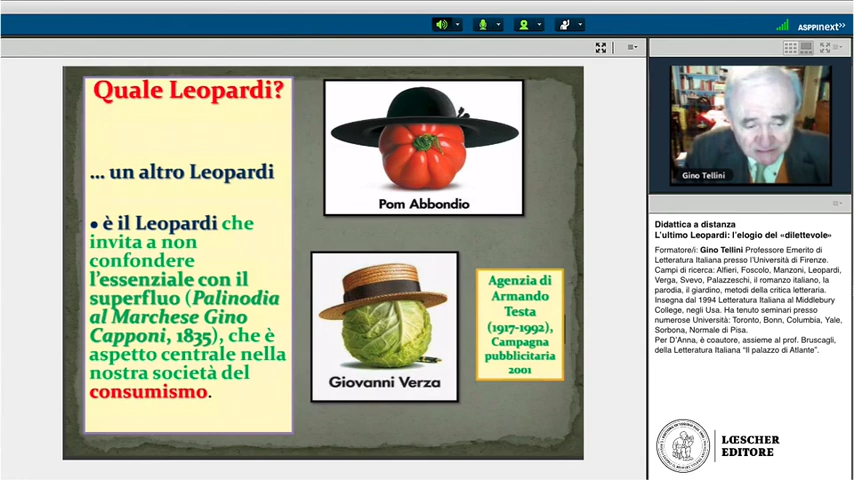 ASPPInext>>
Quale Leopardi?
... un altro Leopardi
• è il Leopardi che
invita a non
confondere
l'essenziale con il
superfluo (Palinodia
al Marchese Gino
Capponi, 1835), che è
aspetto centrale nella
nostra società del
consumismo.
Pom Abbondio
Giovanni Verza
Agenzia di
Armando
Testa
(1917-1992),
Campagna
pubblicitaria
2001
Gino Tellini
Didattica a distanza
L'ultimo Leopardi: l'elogio del «dilettevole»
Formatore/i: Gino Tellini Professore Emerito di
Letteratura Italiana presso l'Università di Firenze.
Campi di ricerca: Alfieri, Foscolo, Manzoni, Leopardi,
Verga, Svevo, Palazzeschi, il romanzo italiano, la
parodia, il giardino, metodi della critica letteraria.
Insegna dal 1994 Letteratura Italiana al Middlebury
College, negli Usa. Ha tenuto seminari presso
numerose Università: Toronto, Bonn, Columbia, Yale,
Sorbona, Normale di Pisa.
Per D'Anna, è coautore, assieme al prof. Bruscagli,
della Letteratura Italiana "Il palazzo di Atlante".
LŒSCHER
EDITORE